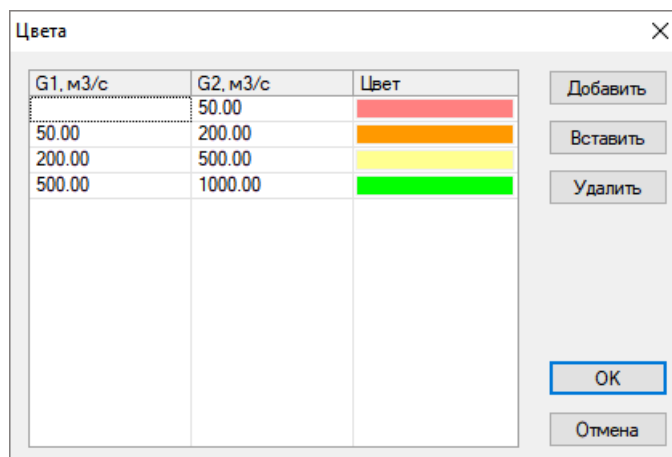 Цвета
G1, м3/с G2, м3/с Цвет
50.00
50.00 200.00
200.00 500.00
500.00 1000.00
Добавить
Вставить
Удалить
OK
Отмена